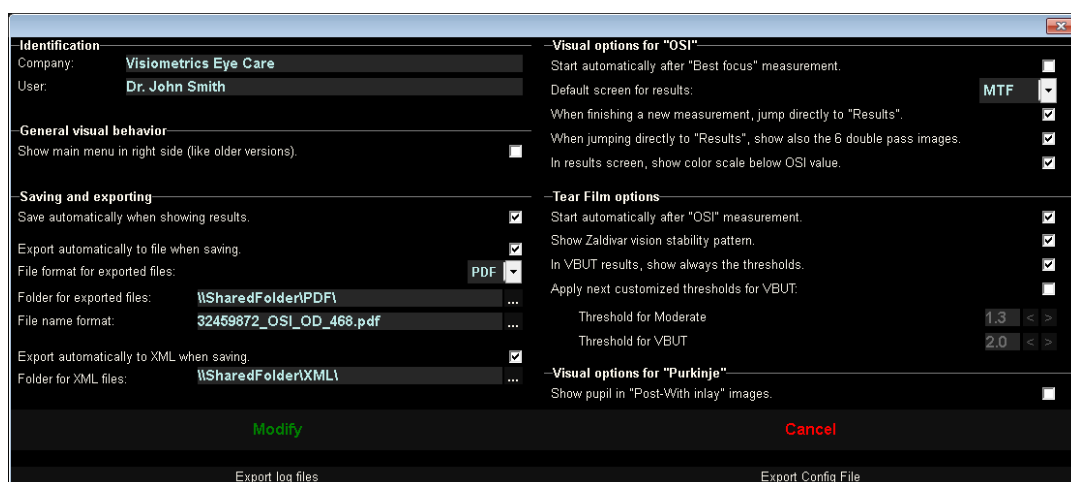 Identification
Company: Visiometrics Eye Care
User: Dr. John Smith
General visual behavior
Show main menu in right side (like older versions).
Saving and exporting
Save automatically when showing results.
Export automatically to file when saving.
File format for exported files: PDF
Folder for exported files: \\SharedFolder\PDF\ ...
File name format: 32459872_OSI_OD_468.pdf ...
Export automatically to XML when saving.
Folder for XML files: \\SharedFolder\XML\ ...
Visual options for "OSI"
Start automatically after "Best focus" measurement.
Default screen for results: MTF
When finishing a new measurement, jump directly to "Results".
When jumping directly to "Results", show also the 6 double pass images.
In results screen, show color scale below OSI value.
Tear Film options
Start automatically after "OSI" measurement.
Show Zaldivar vision stability pattern.
In VBUT results, show always the thresholds.
Apply next customized thresholds for VBUT:
Threshold for Moderate 1.3 < >
Threshold for VBUT 2.0 < >
Visual options for "Purkinje"
Show pupil in "Post-With inlay" images.
Modify Cancel
Export log files Export Config File